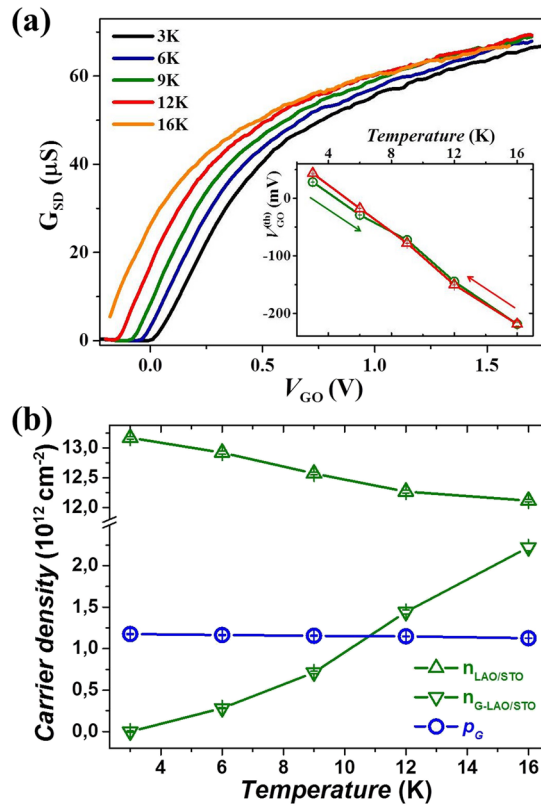 (a)
3K
6K
9K
12K
16K
G_SD (μS)
60
40
20
0
0.0 0.5 1.0 1.5
V_GO (V)
Temperature (K)
4 8 12 16
V_GO^(th) (mV)
0
-100
-200
(b)
Carrier density (10^12 cm^-2)
13,0
12,5
12,0
2,0
1,5
1,0
0,5
0,0
n_LAO/STO
n_G-LAO/STO
p_G
4 6 8 10 12 14 16
Temperature (K)